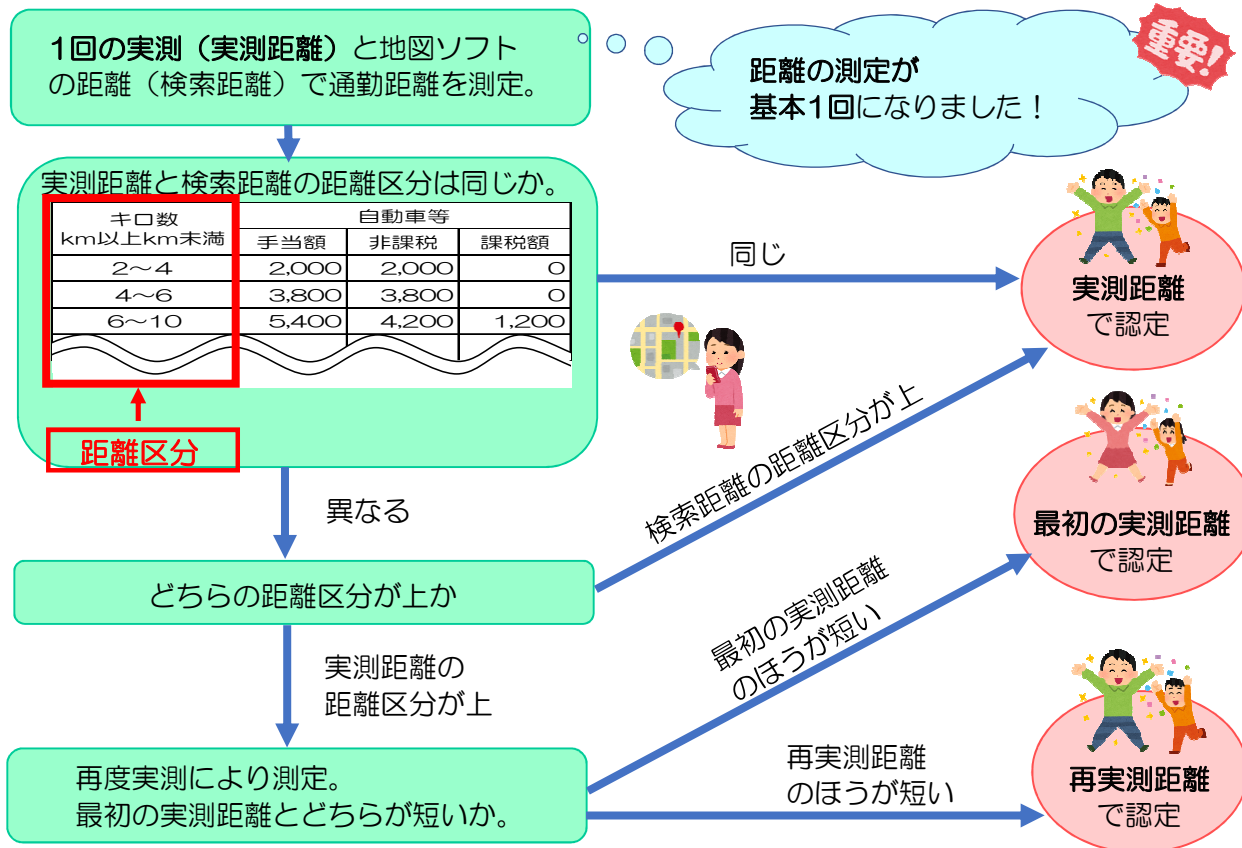 1回の実測（実測距離）と地図ソフト
の距離（検索距離）で通勤距離を測定。
距離の測定が
基本1回になりました！
重要!
実測距離と検索距離の距離区分は同じか。
キロ数
km以上km未満
自動車等
手当額 非課税 課税額
2～4 2,000 2,000 0
4～6 3,800 3,800 0
6～10 5,400 4,200 1,200
距離区分
同じ
実測距離
で認定
異なる
検索距離の距離区分が上
どちらの距離区分が上か
最初の実測距離
で認定
実測距離の
距離区分が上
最初の実測距離
のほうが短い
再度実測により測定。
最初の実測距離とどちらが短いか。
再実測距離
のほうが短い
再実測距離
で認定